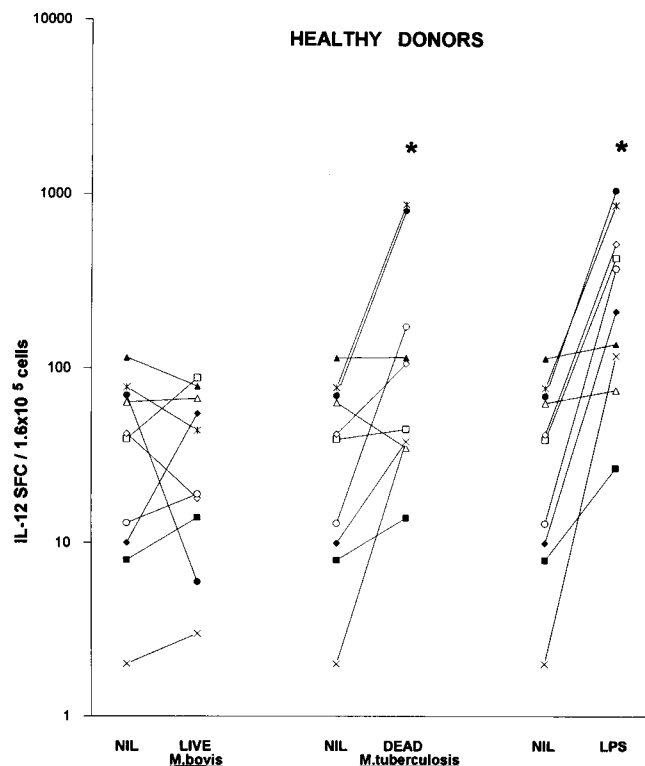 HEALTHY DONORS
10000
1000
100
10
1
IL-12 SFC / 1.6x10 5 cells
* *
NIL LIVE NIL DEAD NIL LPS
M.bovis M.tuberculosis